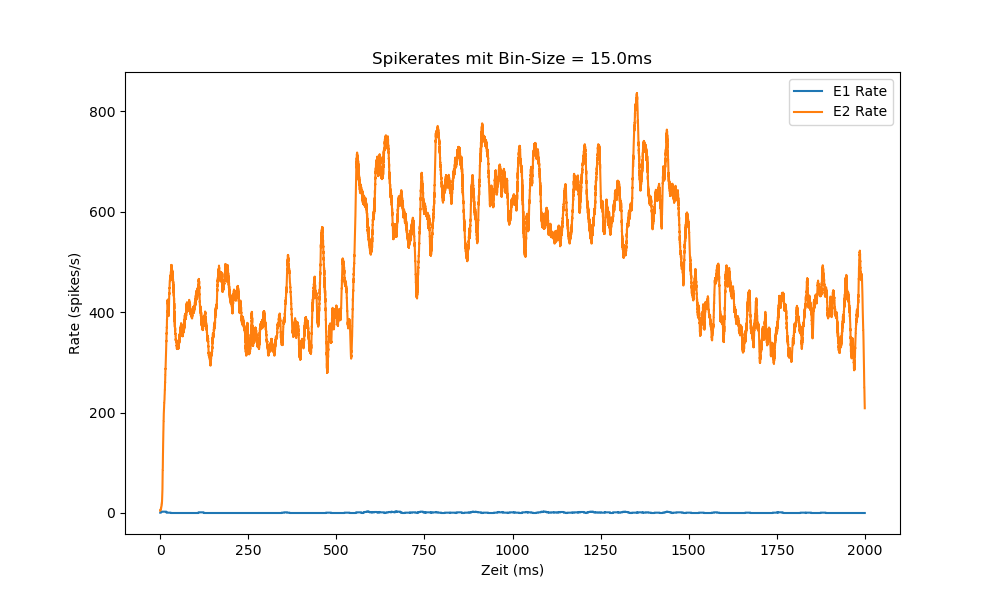 Spikerates mit Bin-Size = 15.0ms
E1 Rate
E2 Rate
800
600
400
200
0
Rate (spikes/s)
0 250 500 750 1000 1250 1500 1750 2000
Zeit (ms)